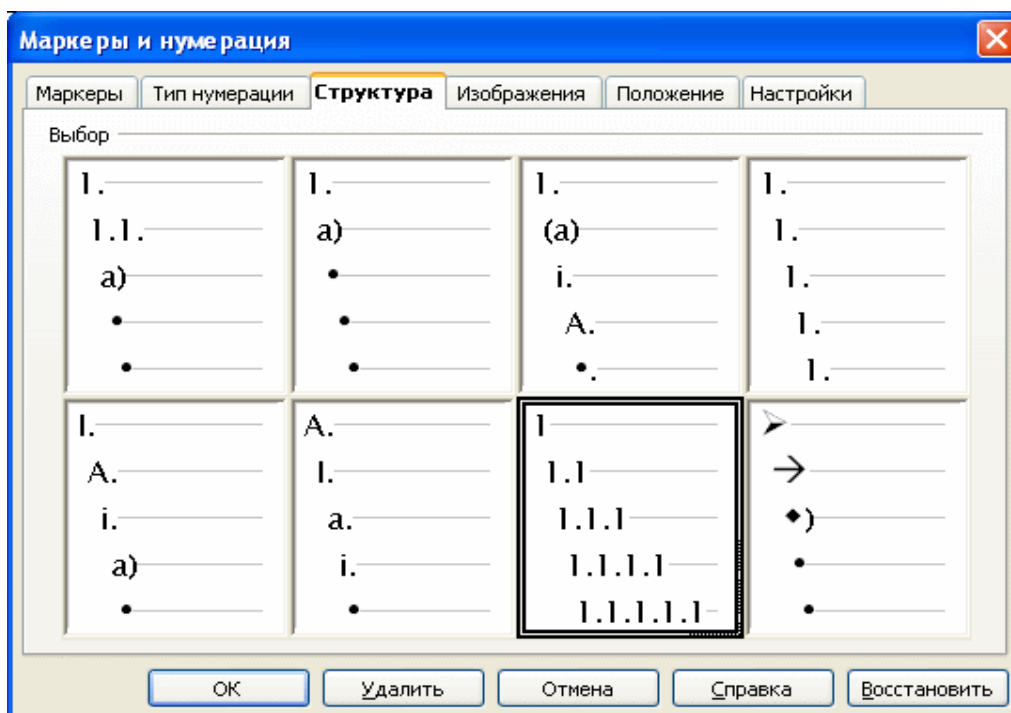 Маркеры и нумерация
Маркеры Тип нумерации Структура Изображения Положение Настройки
Выбор
1. 1. 1. 1.
1.1. a) (a) 1.
a) • i. 1.
• • A. 1.
• • •. 1.
I. A. 1 ➢
A. I. 1.1 →
i. a. 1.1.1 ◆)
a) i. 1.1.1.1 •
• • 1.1.1.1.1 •
ОК Удалить Отмена Справка Восстановить